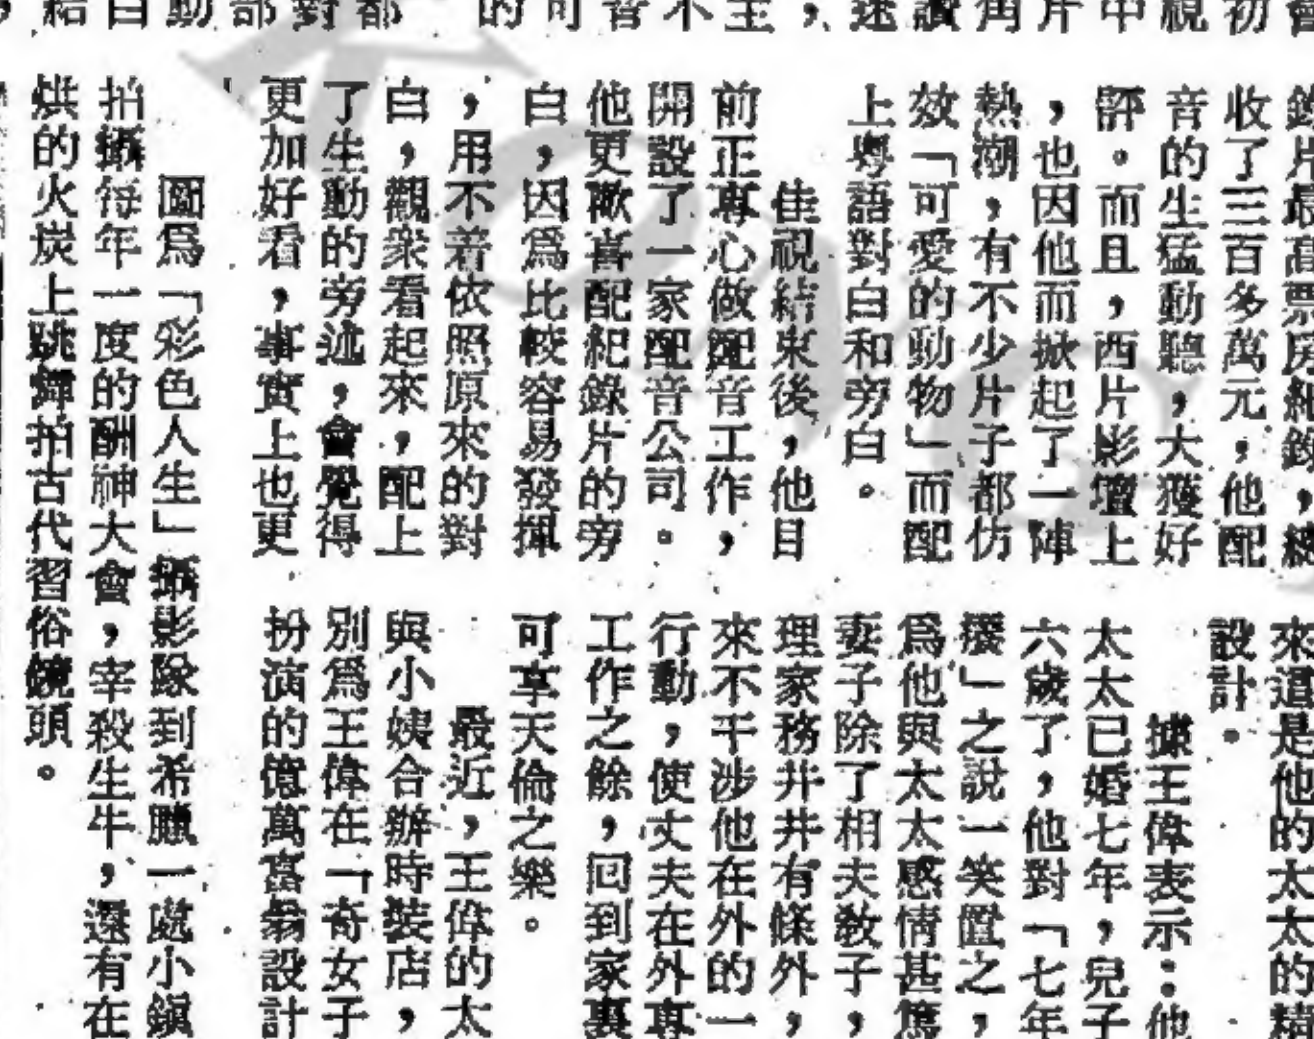 片最高票房紀錄，總
收了三百多萬元，他配
音的生猛動聽，大獲好
評。而且，西片影壇上
，也因他而掀起了一陣
熱潮，有不少片子都仿
效「可愛的動物」而配
上粵語對白和旁白。
佳視結束後，他目
前正專心做配音工作，
開設了一家配音公司。
他更歡喜配紀錄片的旁
白，因爲比較容易發揮
，用不着依照原來的對
白，觀衆看起來，配上
了生動的旁述，會覺得
更加好看，事實上也更
來這是他的太太的精
設計。
據王偉表示：他
太太已婚七年，兒子
六歲了，他對「七年
」之說一笑置之，
爲他與太太感情甚篤
妻子除了相夫敎子，
理家務井井有條外，
來不干涉他在外的一
行動，使丈夫在外專
工作之餘，回到家裏
可享天倫之樂。
最近，王偉的太
與小姨合辦時裝店，
別爲王偉在「奇女子
扮演的億萬富翁設計
圖爲「彩色人生」攝影隊到希臘一處小鎭
拍攝每年一度的酬神大會，宰殺生牛，還有在
烘的火炭上跳舞拍古代習俗鏡頭。